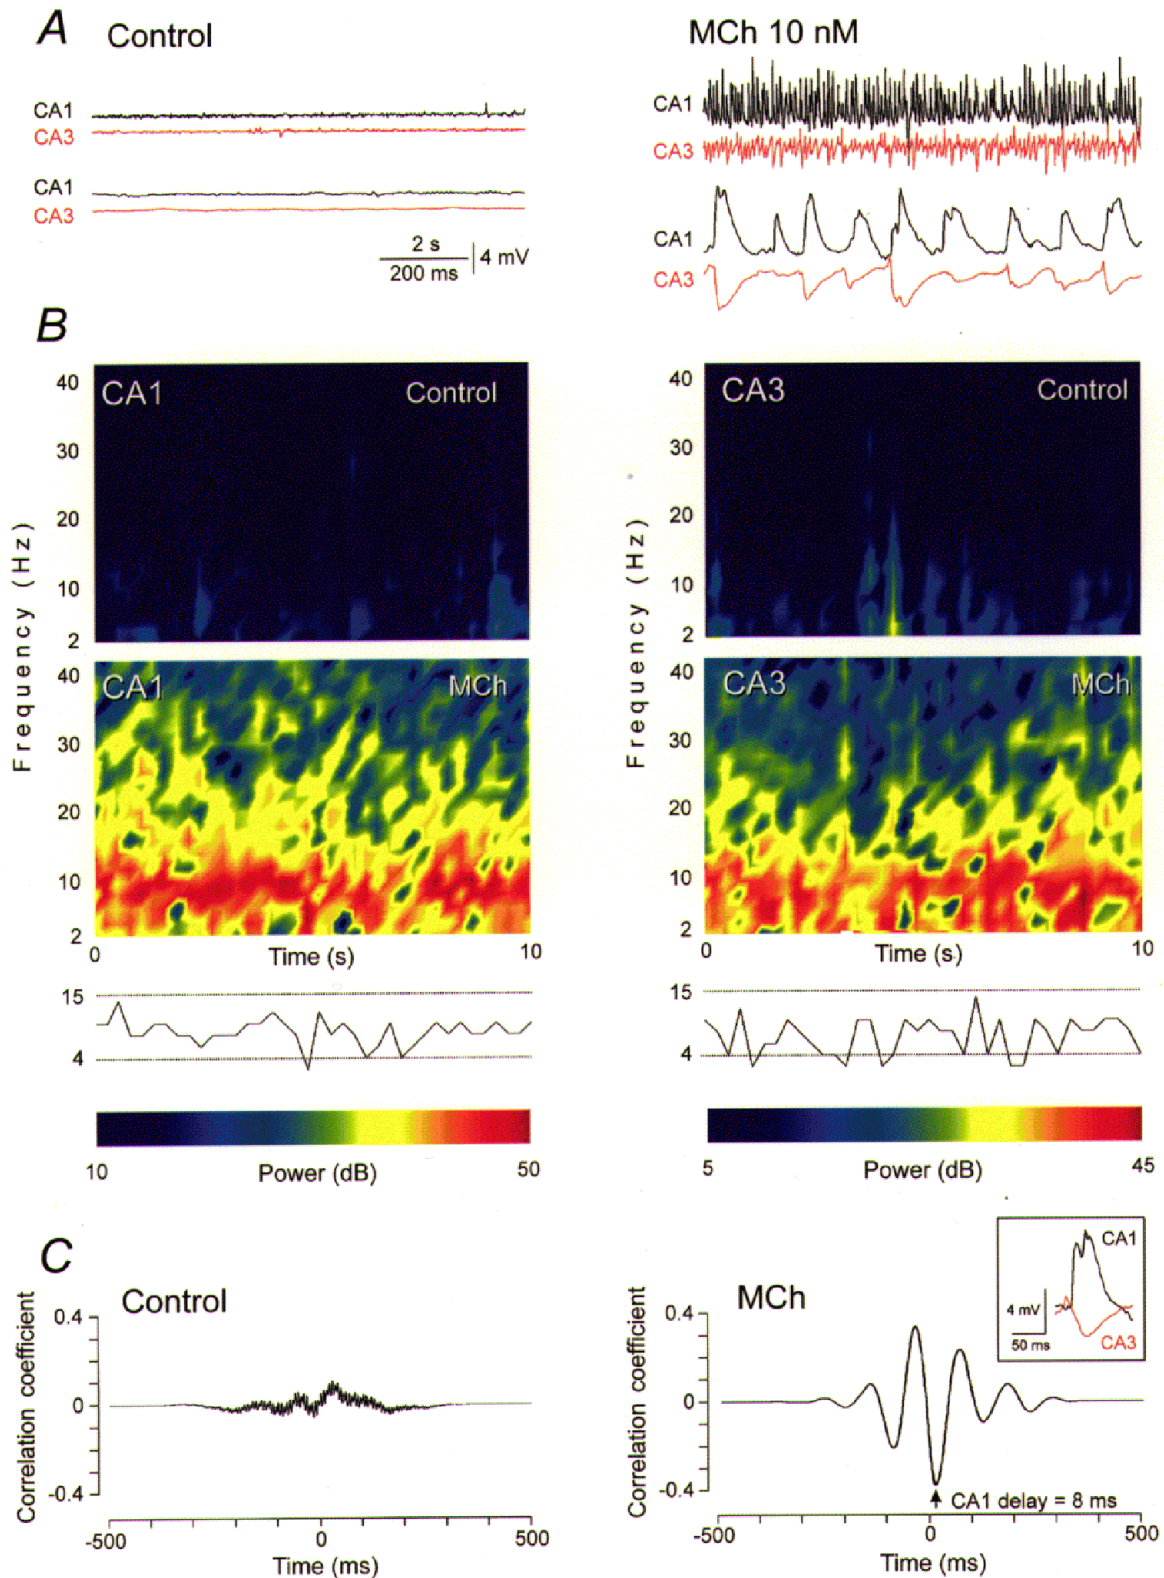 A
Control
MCh 10 nM
CA1
CA3
CA1
CA3
2 s
200 ms
4 mV
CA1
CA3
CA1
CA3
B
Frequency (Hz)
40
30
20
10
2
CA1
Control
40
30
20
10
2
CA1
MCh
0
Time (s)
10
15
4
10
Power (dB)
50
Frequency (Hz)
40
30
20
10
2
CA3
Control
40
30
20
10
2
CA3
MCh
0
Time (s)
10
15
4
5
Power (dB)
45
C
Control
Correlation coefficient
0.4
0
-0.4
-500
0
500
Time (ms)
MCh
Correlation coefficient
0.4
0
-0.4
CA1 delay = 8 ms
-500
0
500
Time (ms)
CA1
4 mV
50 ms
CA3